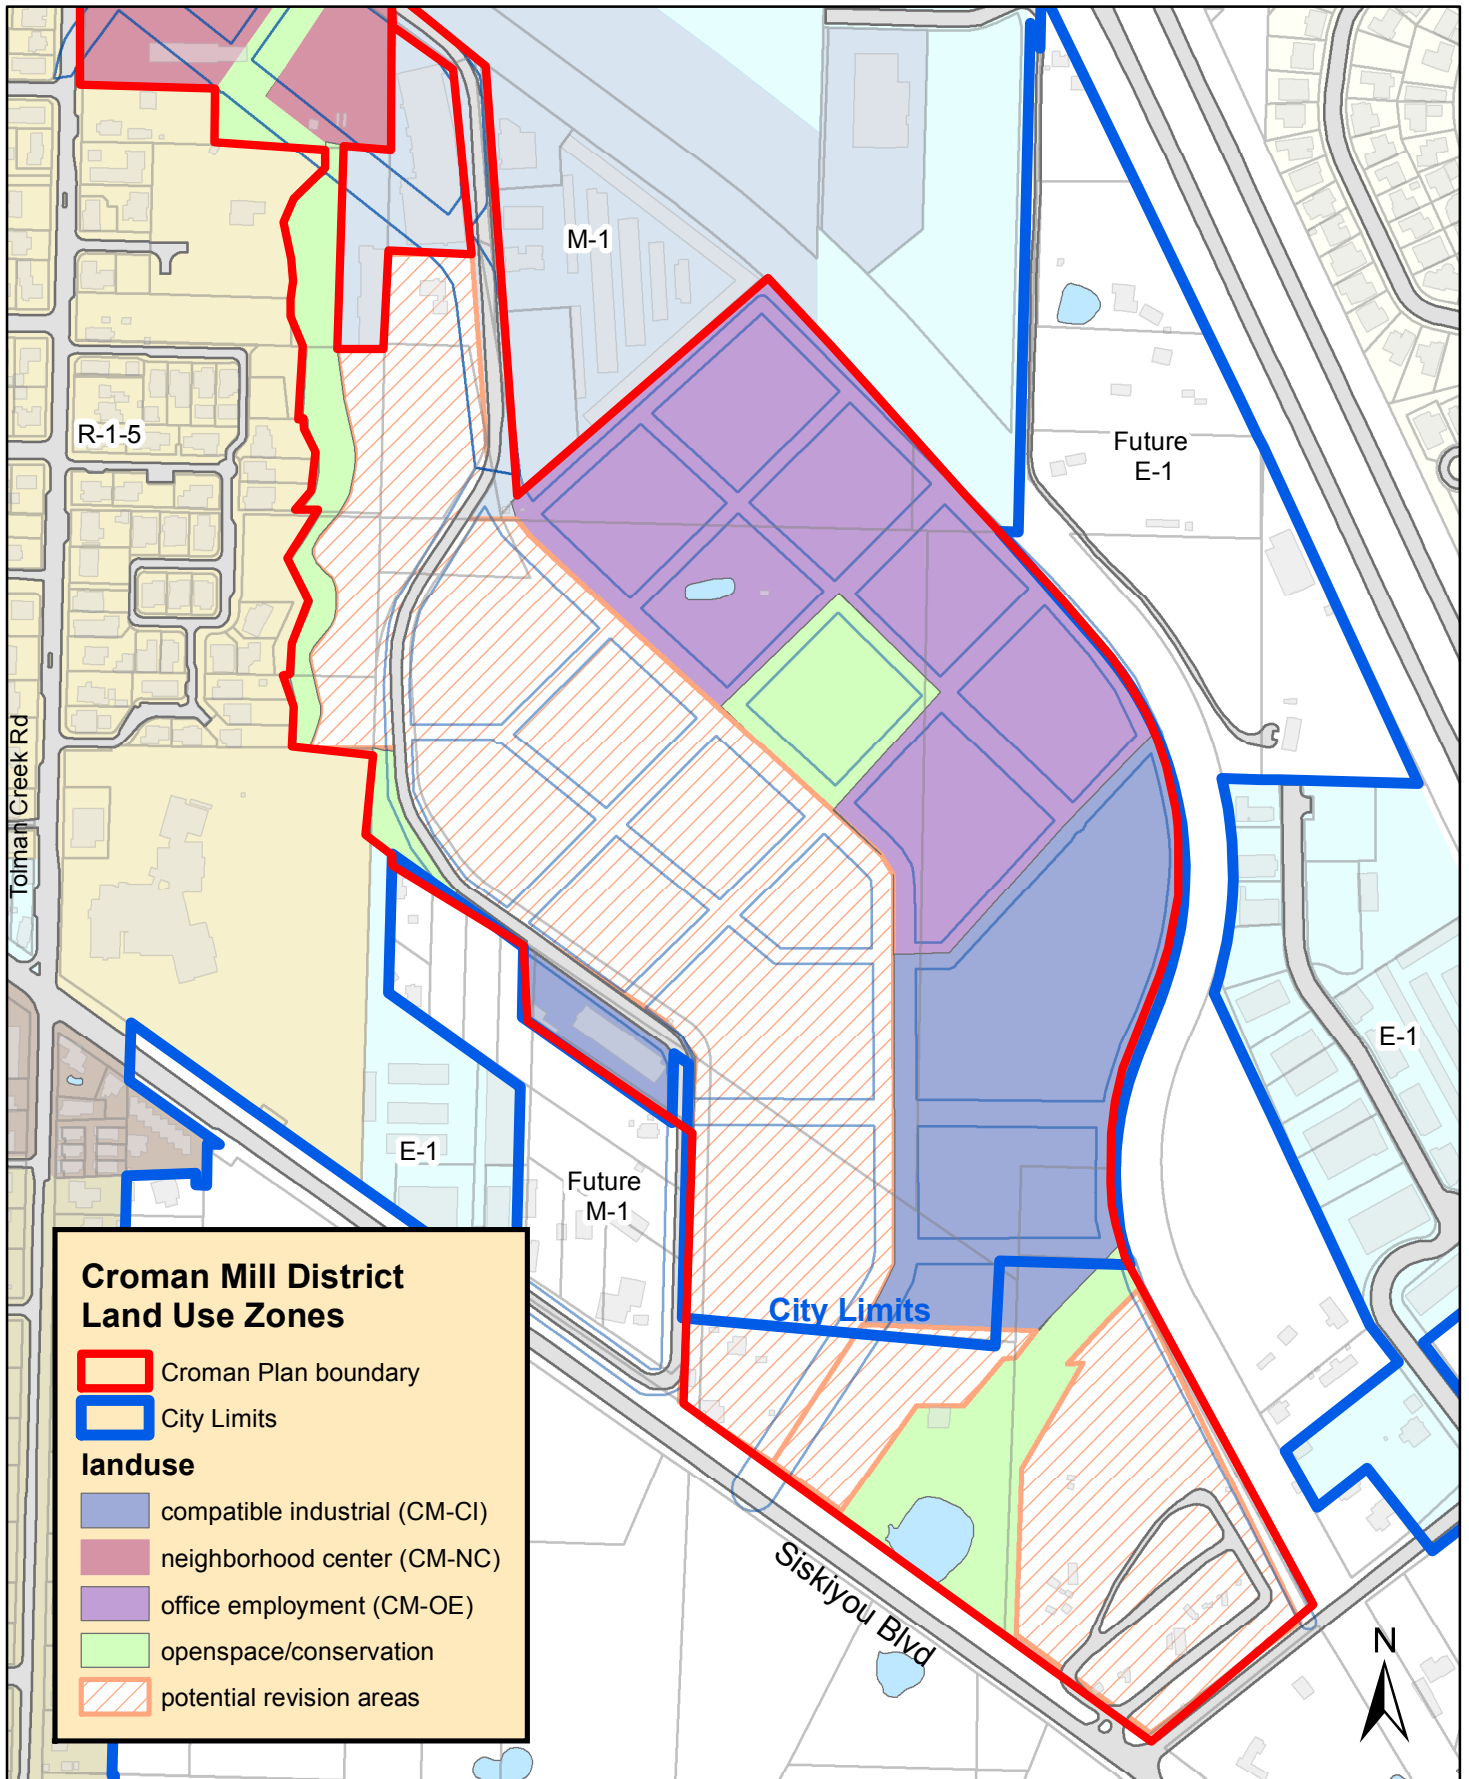 M-1
Future
E-1
R-1-5
Tolman Creek Rd
E-1
E-1
Future
M-1
City Limits
Siskiyou Blvd
N
Croman Mill District
Land Use Zones
Croman Plan boundary
City Limits
landuse
compatible industrial (CM-CI)
neighborhood center (CM-NC)
office employment (CM-OE)
openspace/conservation
potential revision areas